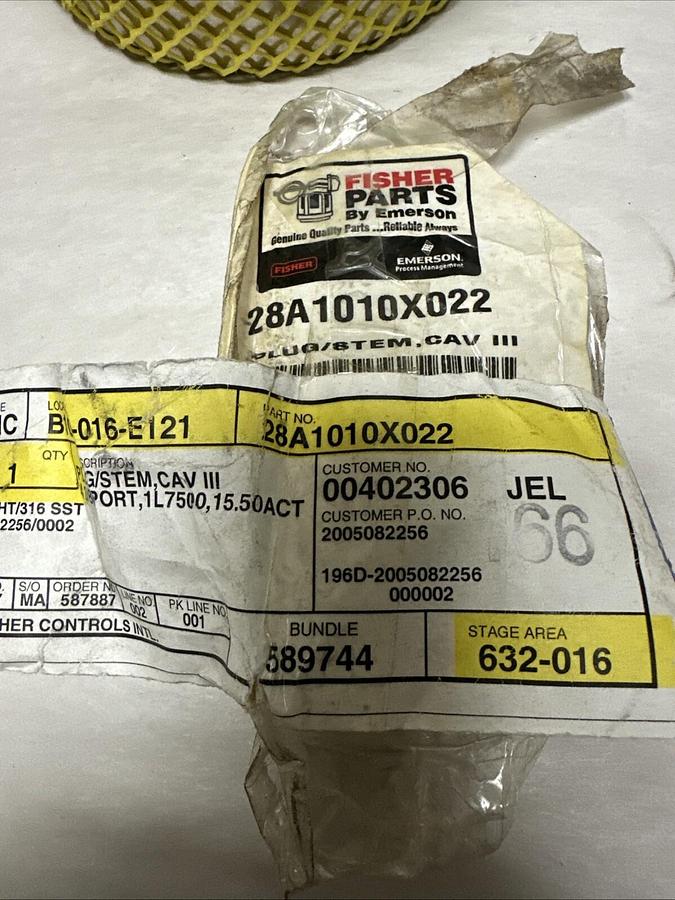 FISHER
PARTS
By Emerson
Genuine Quality Parts ...Reliable Always
FISHER
EMERSON
Process Management
28A1010X022
PLUG/STEM,CAV III
-016-E121
PART NO.
28A1010X022
1
QTY
G/STEM,CAV III
PORT,1L7500,15.50ACT
HT/316 SST
2256/0002
CUSTOMER NO.
00402306
JEL
CUSTOMER P.O. NO.
2005082256
66
196D-2005082256
000002
S/O
MA
ORDER NO
587887
LINE NO.
002
PK LINE NO.
001
HER CONTROLS INTL.
BUNDLE
589744
STAGE AREA
632-016